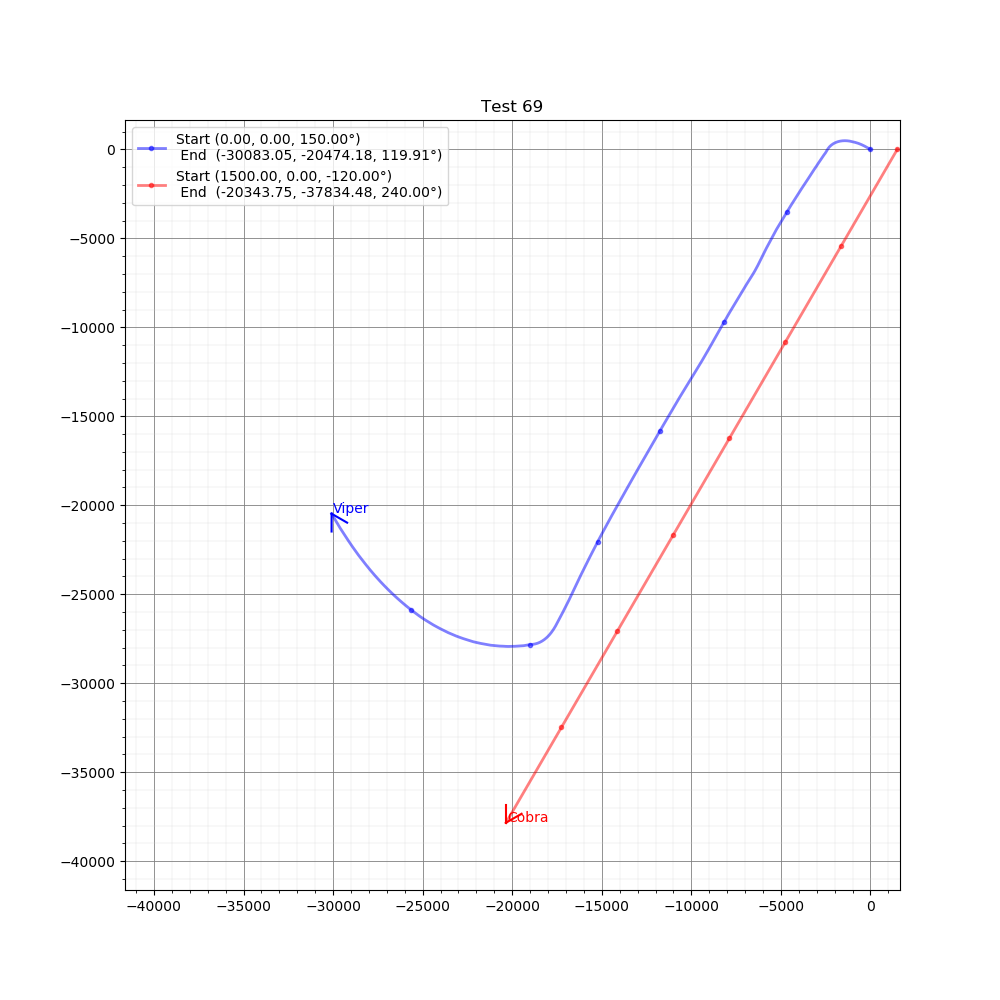 Test 69
Start (0.00, 0.00, 150.00°)
End (-30083.05, -20474.18, 119.91°)
Start (1500.00, 0.00, -120.00°)
End (-20343.75, -37834.48, 240.00°)
0
−5000
−10000
−15000
−20000
−25000
−30000
−35000
−40000
Viper
Cobra
−40000 −35000 −30000 −25000 −20000 −15000 −10000 −5000 0